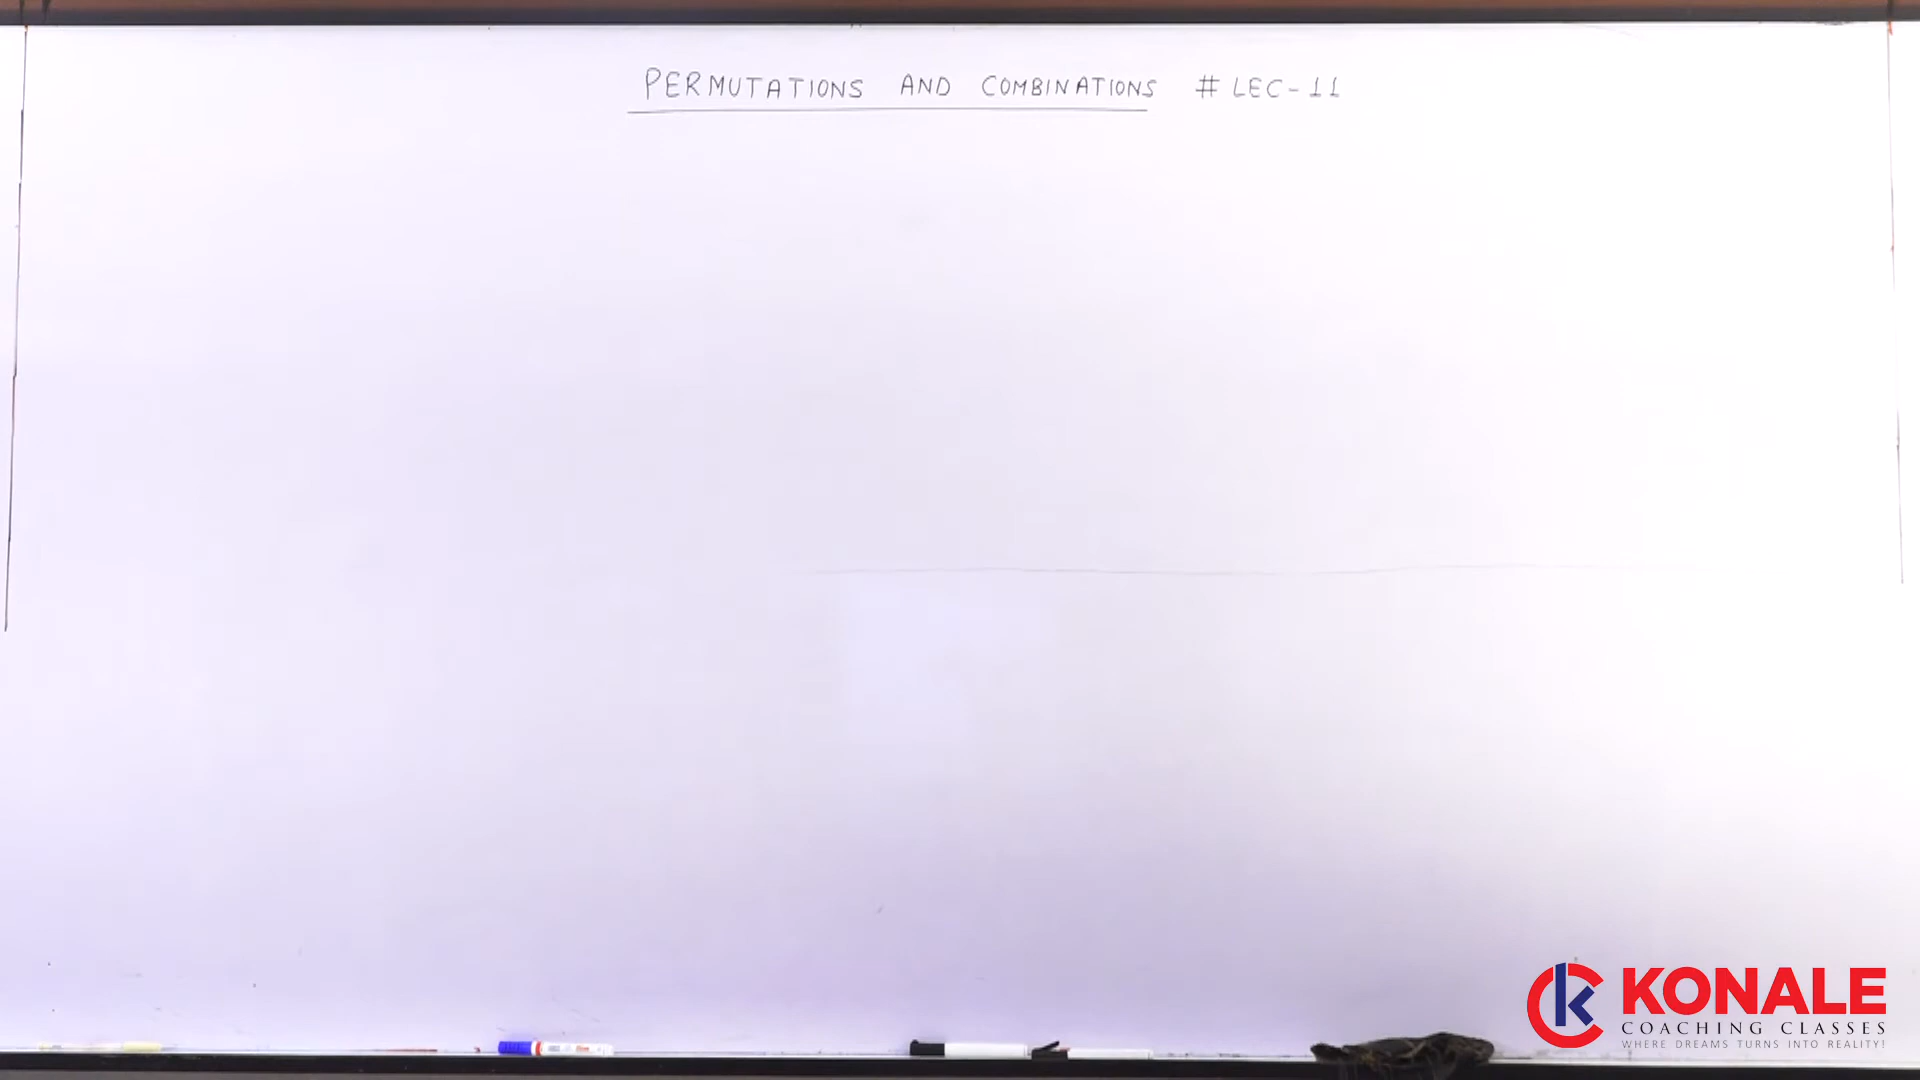 PERMUTATIONS AND COMBINATIONS # LEC-11
KONALE
COACHING CLASSES
WHERE DREAMS TURNS INTO REALITY!